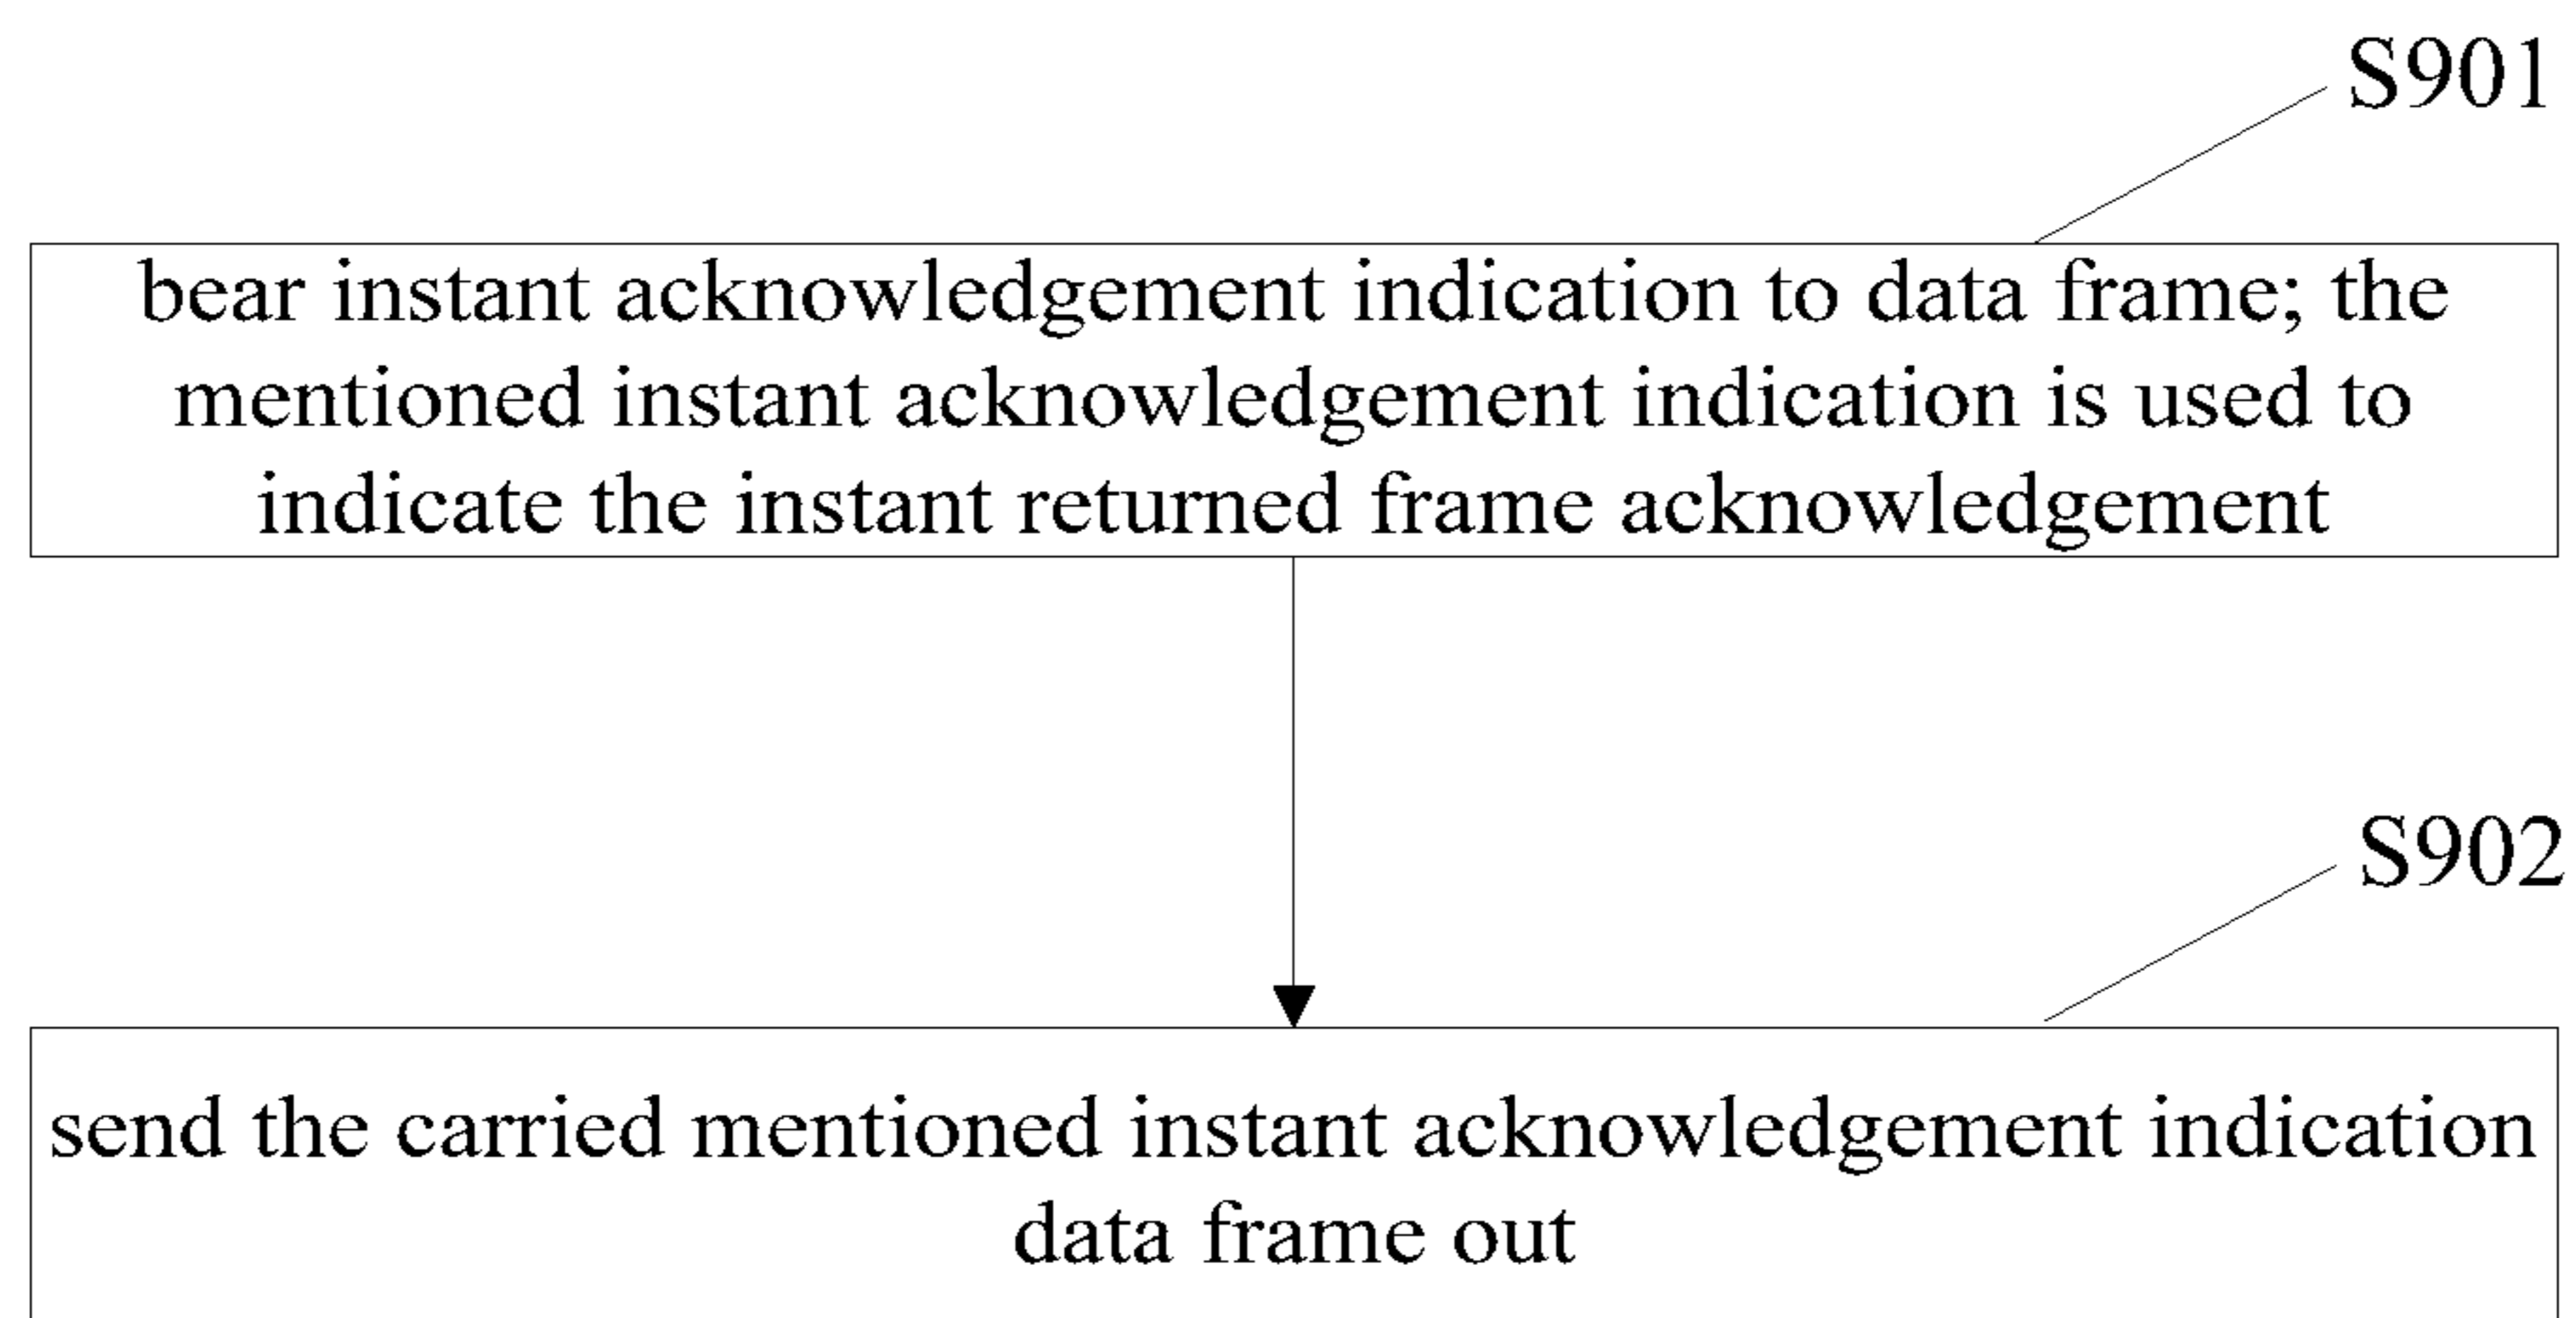 S901
bear instant acknowledgement indication to data frame; the
mentioned instant acknowledgement indication is used to
indicate the instant returned frame acknowledgement
S902
send the carried mentioned instant acknowledgement indication
data frame out